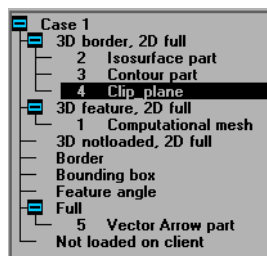 Case 1
3D border, 2D full
2 Isosurface part
3 Contour part
4 Clip_plane
3D feature, 2D full
1 Computational mesh
3D notloaded, 2D full
Border
Bounding box
Feature angle
Full
5 Vector Arrow part
Not loaded on client